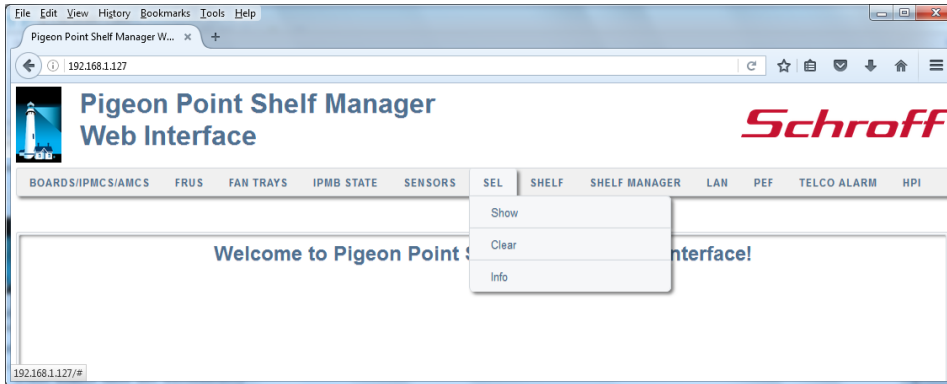 File Edit View History Bookmarks Tools Help
Pigeon Point Shelf Manager W... × +
192.168.1.127
Pigeon Point Shelf Manager
Web Interface
Schroff
BOARDS/IPMCS/AMCS FRUS FAN TRAYS IPMB STATE SENSORS SEL SHELF SHELF MANAGER LAN PEF TELCO ALARM HPI
Show
Welcome to Pigeon Point nterface!
Clear
Info
192.168.1.127/#